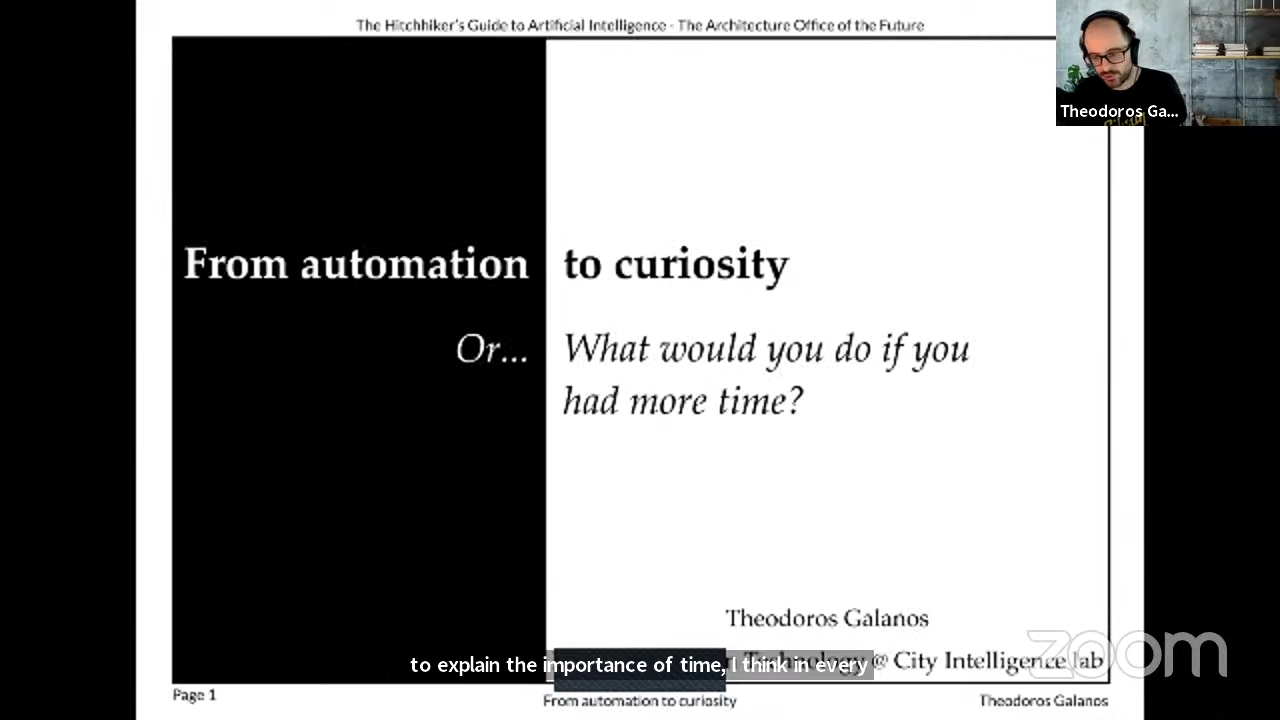 The Hitchhiker's Guide to Artificial Intelligence - The Architecture Office of the Future
Theodoros Ga...
From automation to curiosity
Or... What would you do if you
had more time?
Theodoros Galanos
Technology @ City Intelligence lab
zoom
to explain the importance of time, I think in every
Page 1
From automation to curiosity
Theodoros Galanos